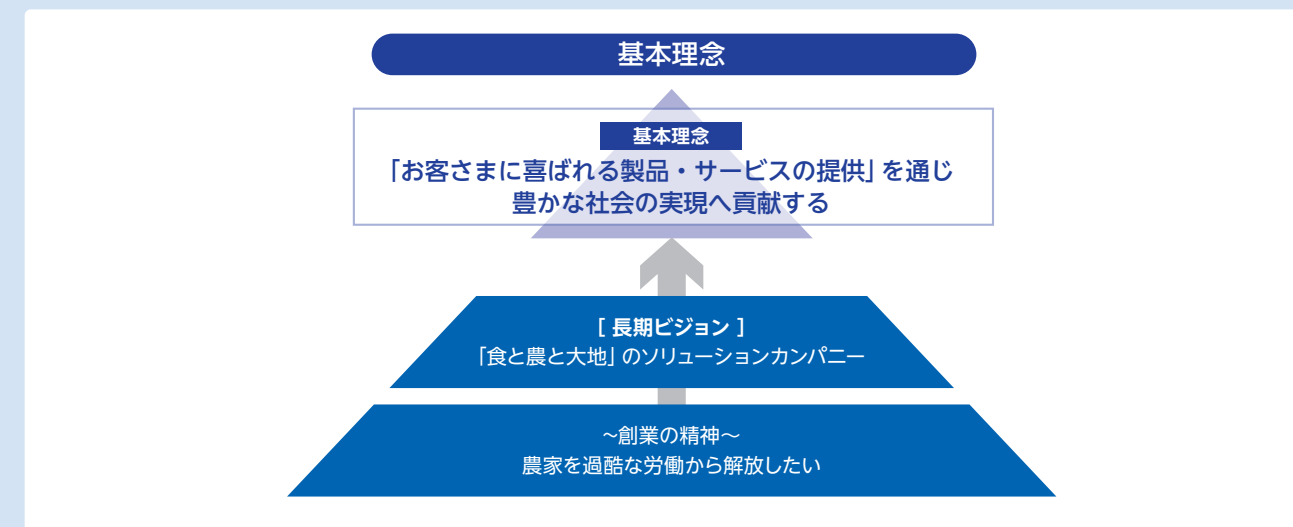 基本理念
基本理念
「お客さまに喜ばれる製品・サービスの提供」を通じ
豊かな社会の実現へ貢献する
[ 長期ビジョン ]
「食と農と大地」のソリューションカンパニー
~創業の精神~
農家を過酷な労働から解放したい